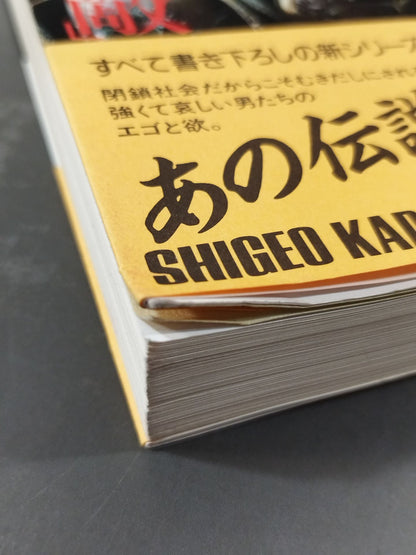 殿
すべて書き下ろしの新シリーズ
閉鎖社会だからこそむきだしにされ
強くて哀しい男たちの
エゴと欲。
あの伝説
SHIGEO KA